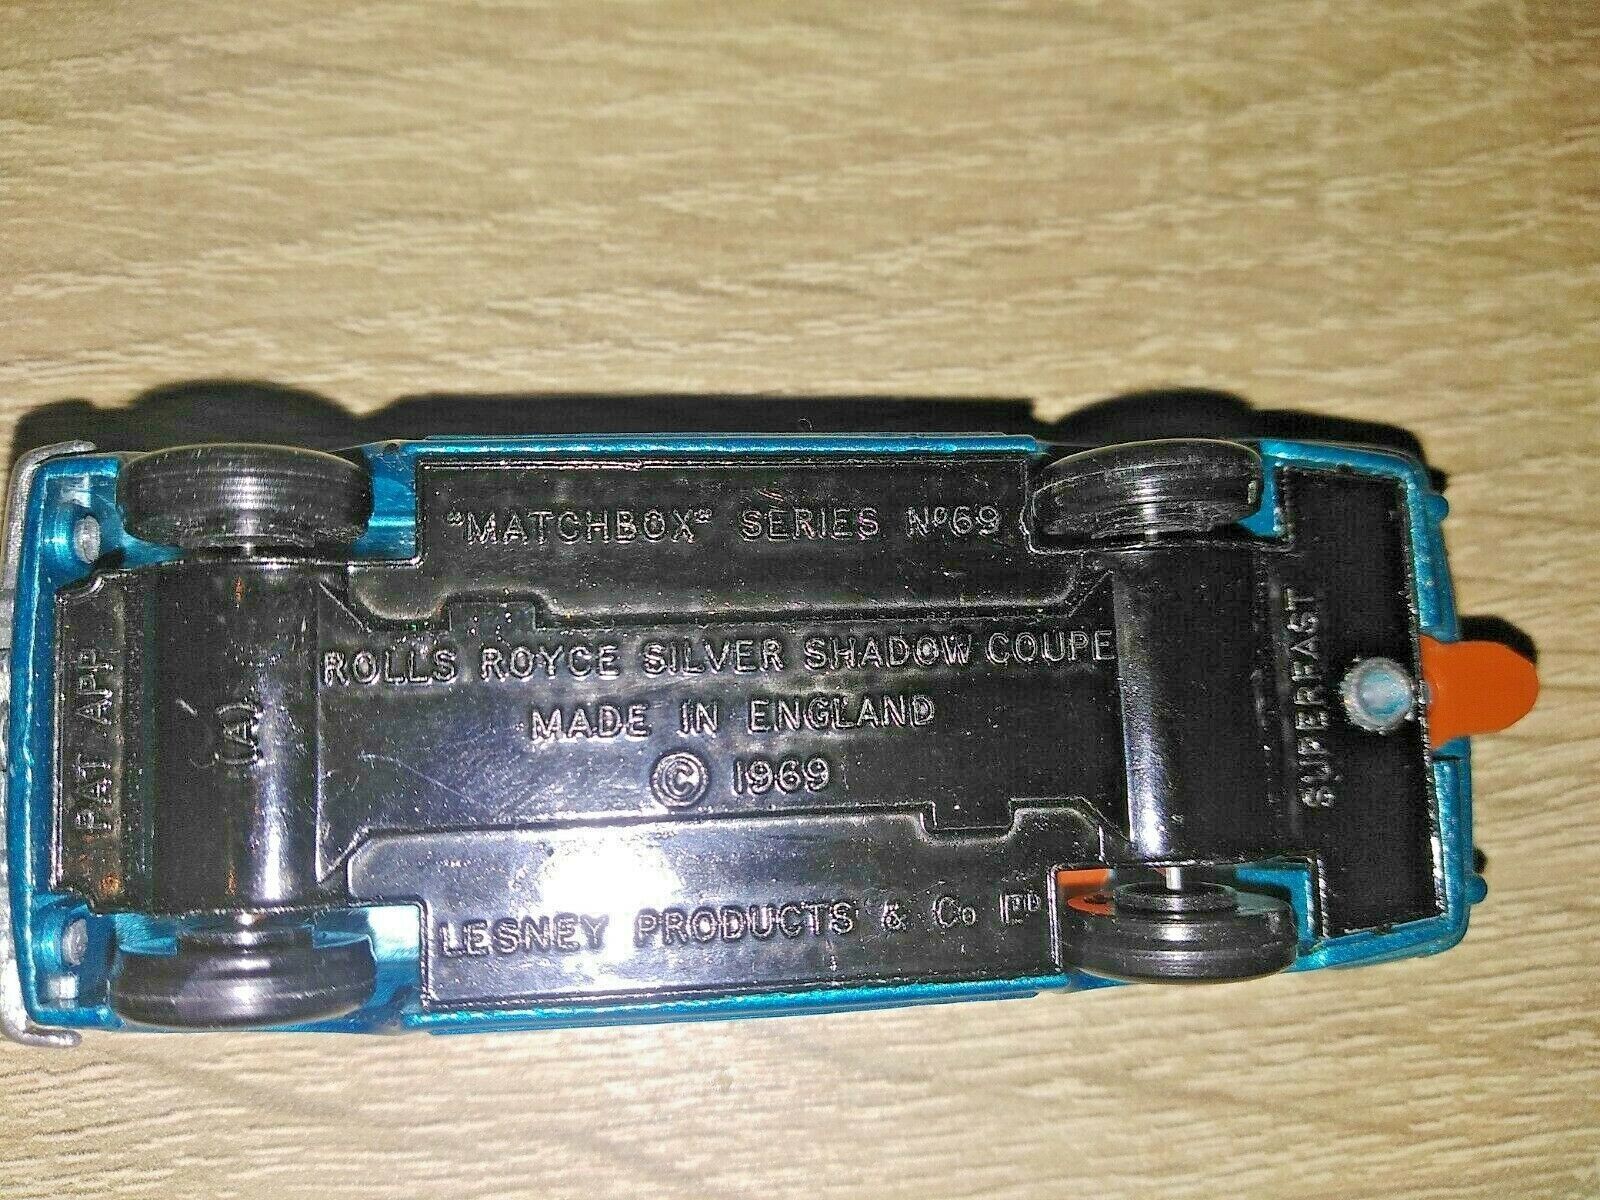 "MATCHBOX" SERIES Nº69
ROLLS ROYCE SILVER SHADOW COUPE
MADE IN ENGLAND
© 1969
LESNEY PRODUCTS & Co LTD
PAT APP
(A)
SUPERFAST